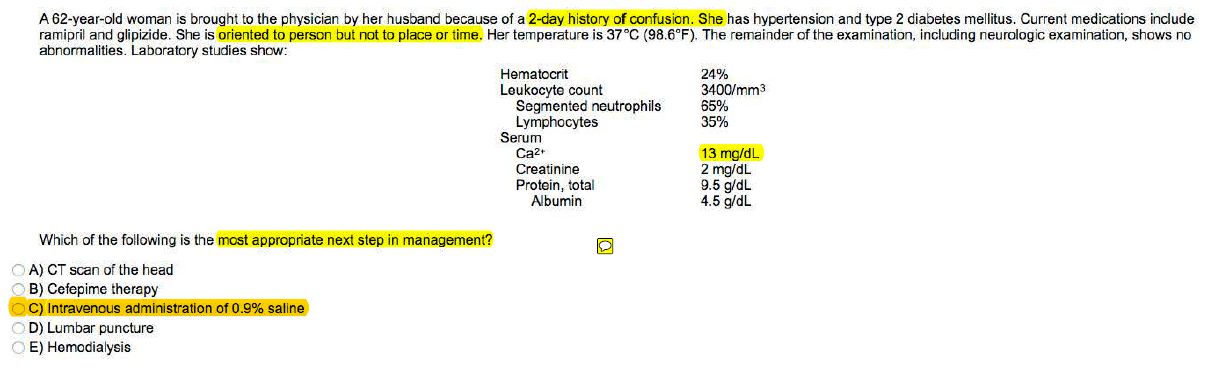 A 62-year-old woman is brought to the physician by her husband because of a 2-day history of confusion. She has hypertension and type 2 diabetes mellitus. Current medications include
ramipril and glipizide. She is oriented to person but not to place or time. Her temperature is 37°C (98.6°F). The remainder of the examination, including neurologic examination, shows no
abnormalities. Laboratory studies show:
Hematocrit 24%
Leukocyte count 3400/mm3
Segmented neutrophils 65%
Lymphocytes 35%
Serum
Ca2+ 13 mg/dL
Creatinine 2 mg/dL
Protein, total 9.5 g/dL
Albumin 4.5 g/dL
Which of the following is the most appropriate next step in management?
A) CT scan of the head
B) Cefepime therapy
C) Intravenous administration of 0.9% saline
D) Lumbar puncture
E) Hemodialysis